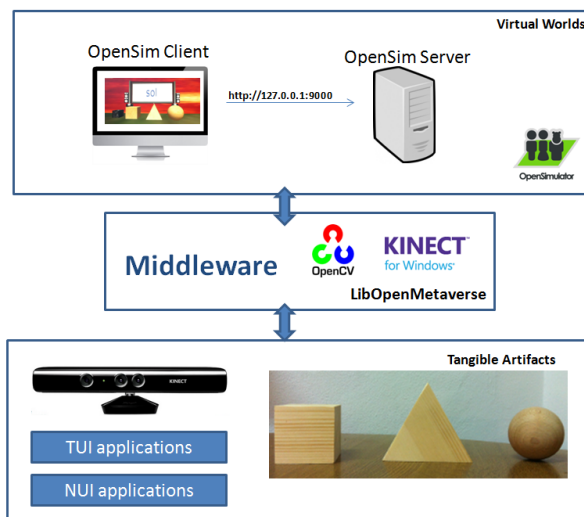 Virtual Worlds
OpenSim Client
OpenSim Server
http://127.0.0.1:9000
sol
OpenSimulator
Middleware
OpenCV
KINECT™
for Windows®
LibOpenMetaverse
Tangible Artifacts
KINECT
TUI applications
NUI applications